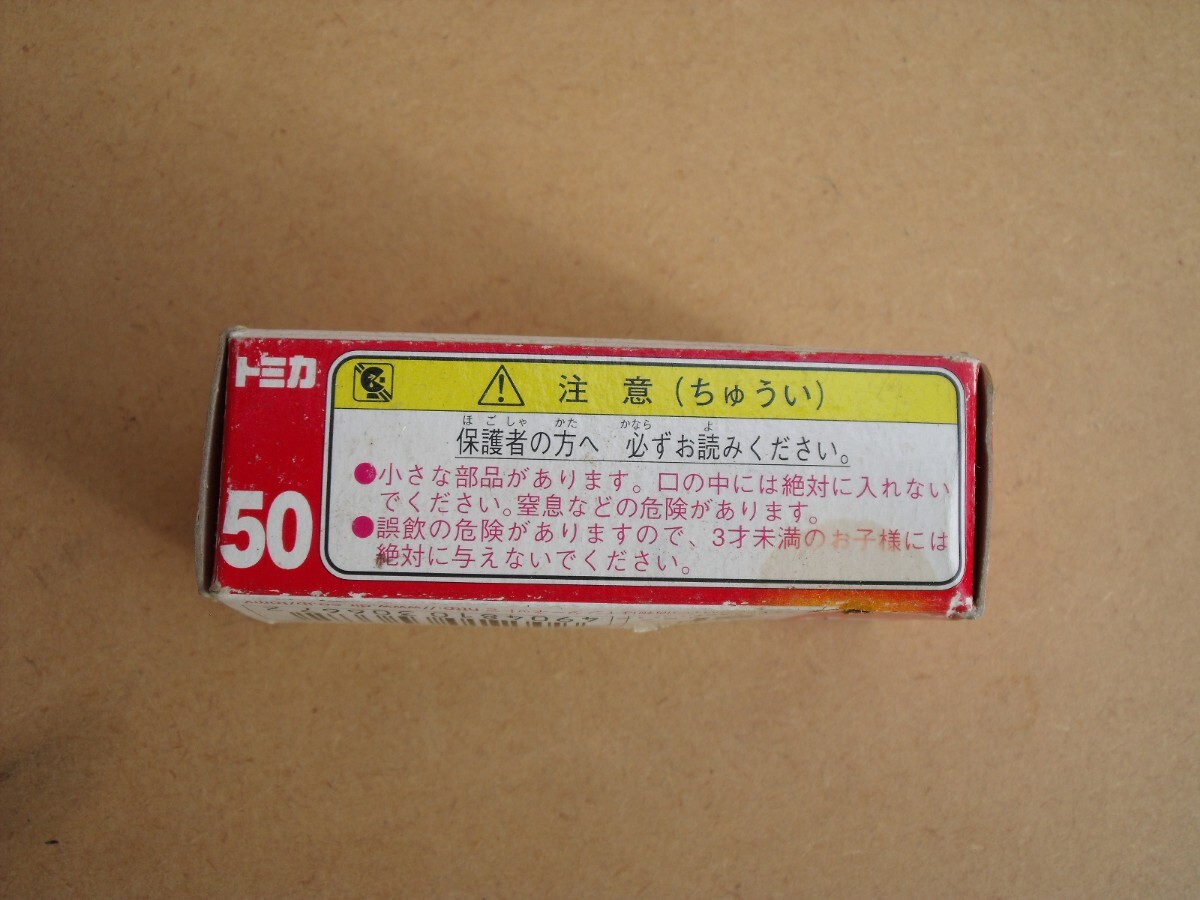 トミカ
50
注意(ちゅうい)
ほごしゃ かた かなら よ
保護者の方へ 必ずお読みください。
●小さな部品があります。口の中には絶対に入れない
でください。窒息などの危険があります。
●誤飲の危険がありますので、3才未満のお子様には
絶対に与えないでください。